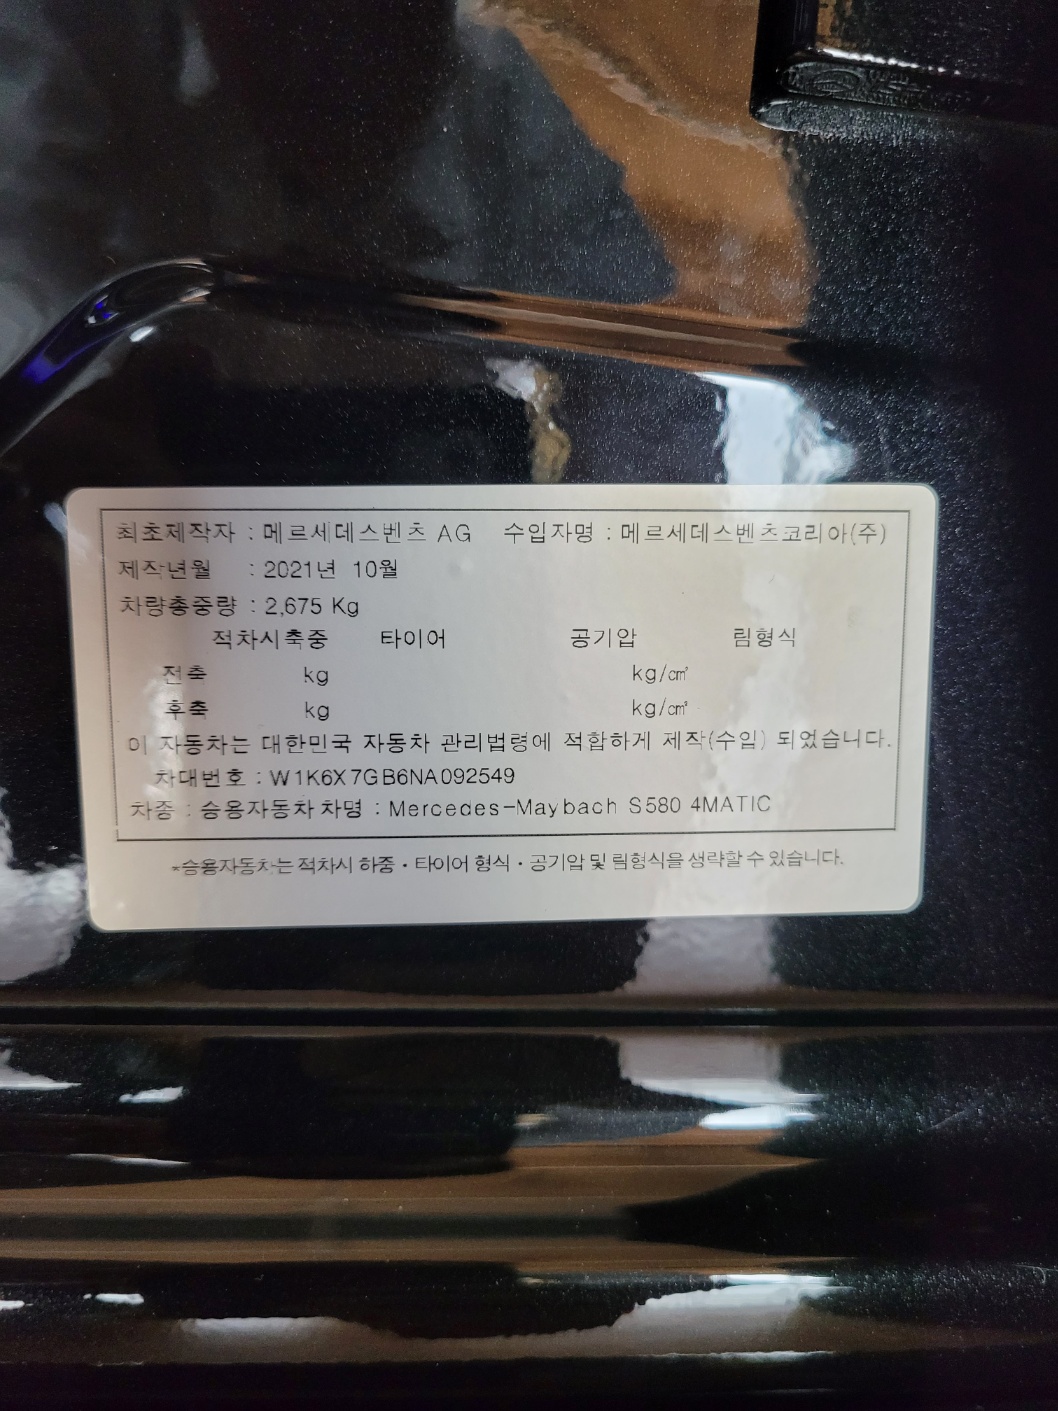 최초제작자 : 메르세데스벤츠 AG 수입자명 : 메르세데스벤츠코리아(주)
제작년월 : 2021년 10월
차량총중량 : 2,675 Kg
적차시축중 타이어 공기압 림형식
전축 kg kg/㎠
후축 kg kg/㎠
이 자동차는 대한민국 자동차 관리법령에 적합하게 제작(수입) 되었습니다.
차대번호 : W1K6X7GB6NA092549
차종 : 승용자동차 차명 : Mercedes-Maybach S580 4MATIC
*승용자동차는 적차시 하중・타이어 형식・공기압 및 림형식을 생략할 수 있습니다.